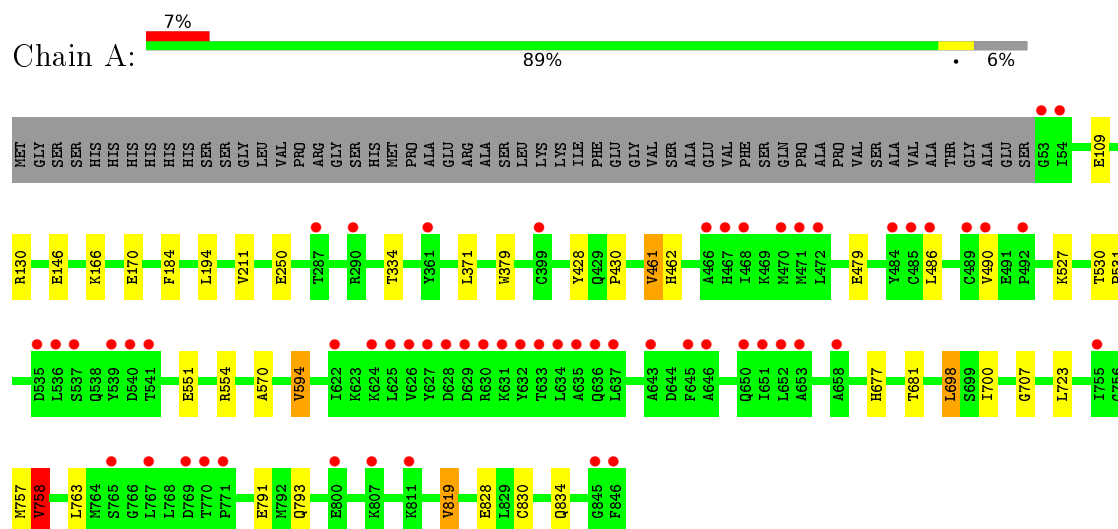 7%
Chain A:
89%
•
6%
MET GLY SER SER HIS HIS HIS HIS HIS HIS SER SER GLY LEU VAL PRO ARG GLY SER HIS MET PRO ALA GLU ARG ALA SER LEU LYS LYS ILE PHE GLU GLY VAL SER ALA GLU VAL PHE SER GLN PRO ALA PRO VAL SER ALA VAL ALA THR GLY ALA GLU SER G53 I54 E109
R130 E146 K166 E170 F184 L194 V211 E250 T287 R290 T334 Y361 L371 W379 C399 Y428 Q429 P430 V461 H462 A466 H467 I468 K469 M470 M471 L472 E479 Y484 C485 L486 C489 V490 E491 P492 K527 T530 P531
D535 L536 S537 Q538 Y539 D540 T541 E551 R554 A570 V594 I622 K623 K624 L625 V626 Y627 D628 D629 R630 K631 Y632 T633 L634 A635 Q636 L637 A643 D644 F645 A646 Q650 I651 L652 A653 A658 H677 T681 L698 S699 I700 G707 L723 I755 G756
M757 V758 L763 M764 S765 G766 L767 L768 D769 T770 P771 E791 M792 Q793 E800 K807 K811 V819 E828 L829 C830 Q834 G845 F846